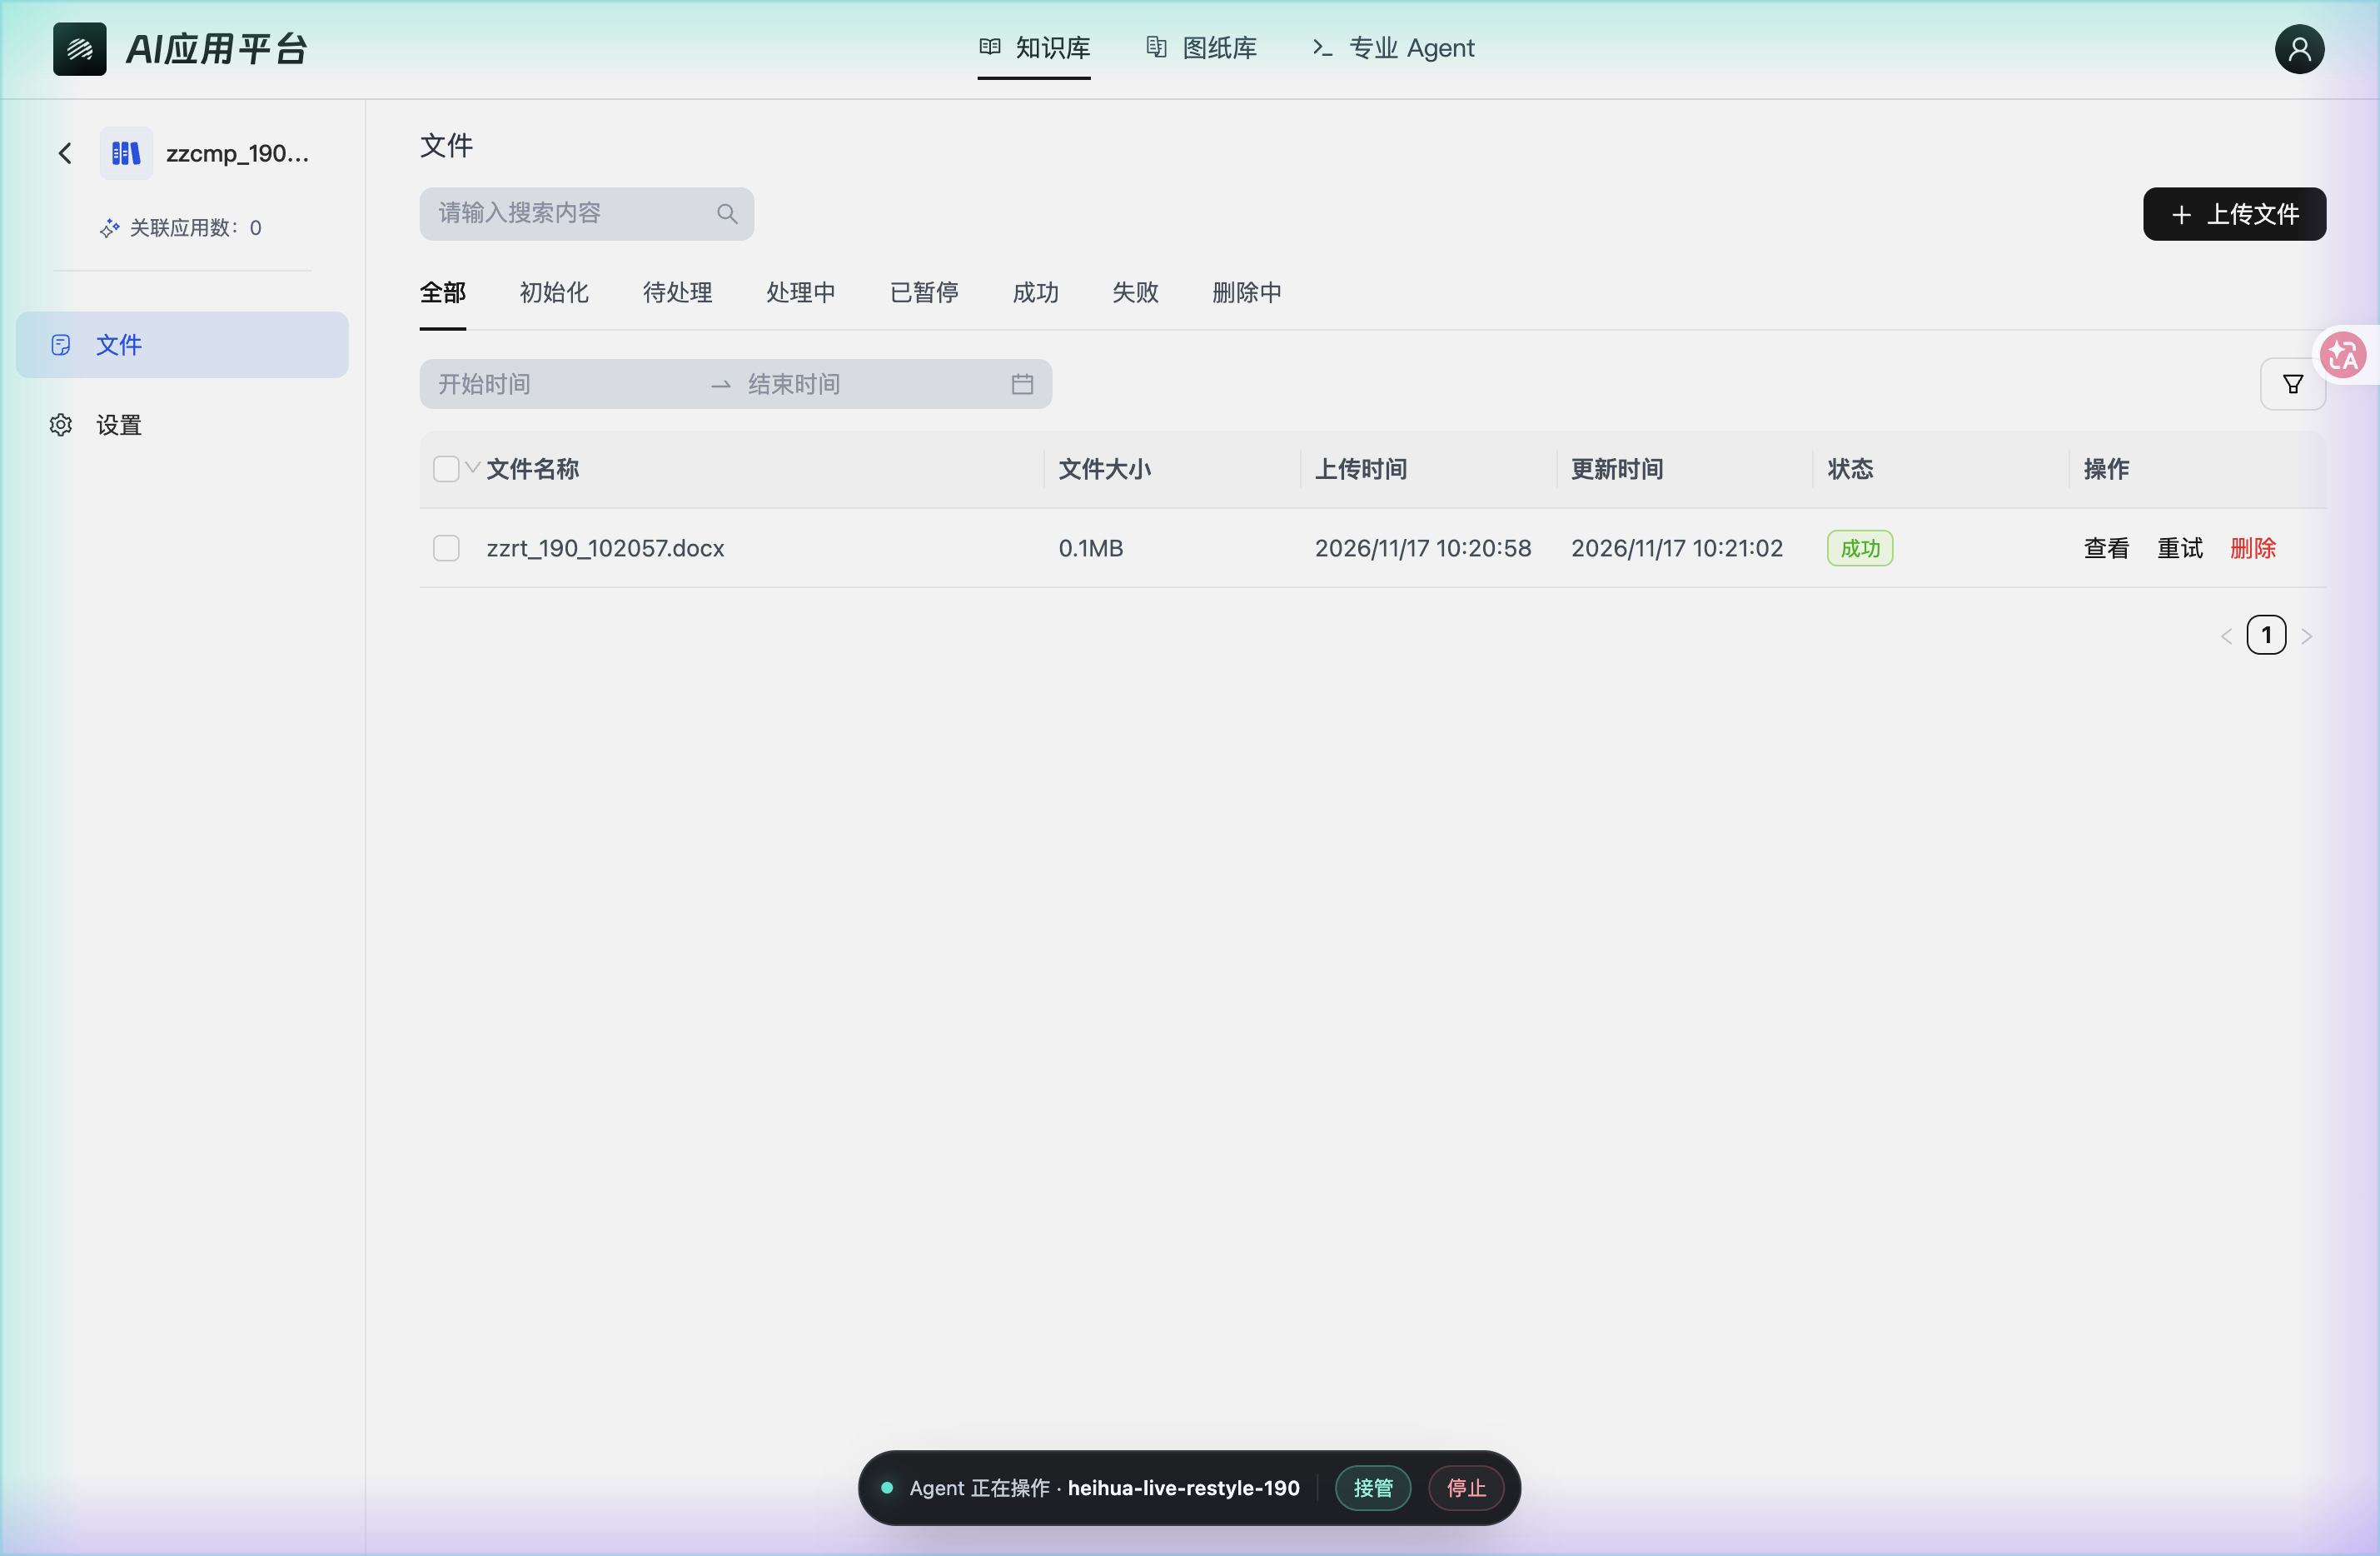 AI应用平台
知识库 图纸库 专业 Agent
zzcmp_190...
关联应用数：0
文件
设置
文件
请输入搜索内容
上传文件
全部 初始化 待处理 处理中 已暂停 成功 失败 删除中
开始时间 结束时间
文件名称 文件大小 上传时间 更新时间 状态 操作
zzrt_190_102057.docx 0.1MB 2026/11/17 10:20:58 2026/11/17 10:21:02 成功 查看 重试 删除
1
Agent 正在操作 · heihua-live-restyle-190 接管 停止